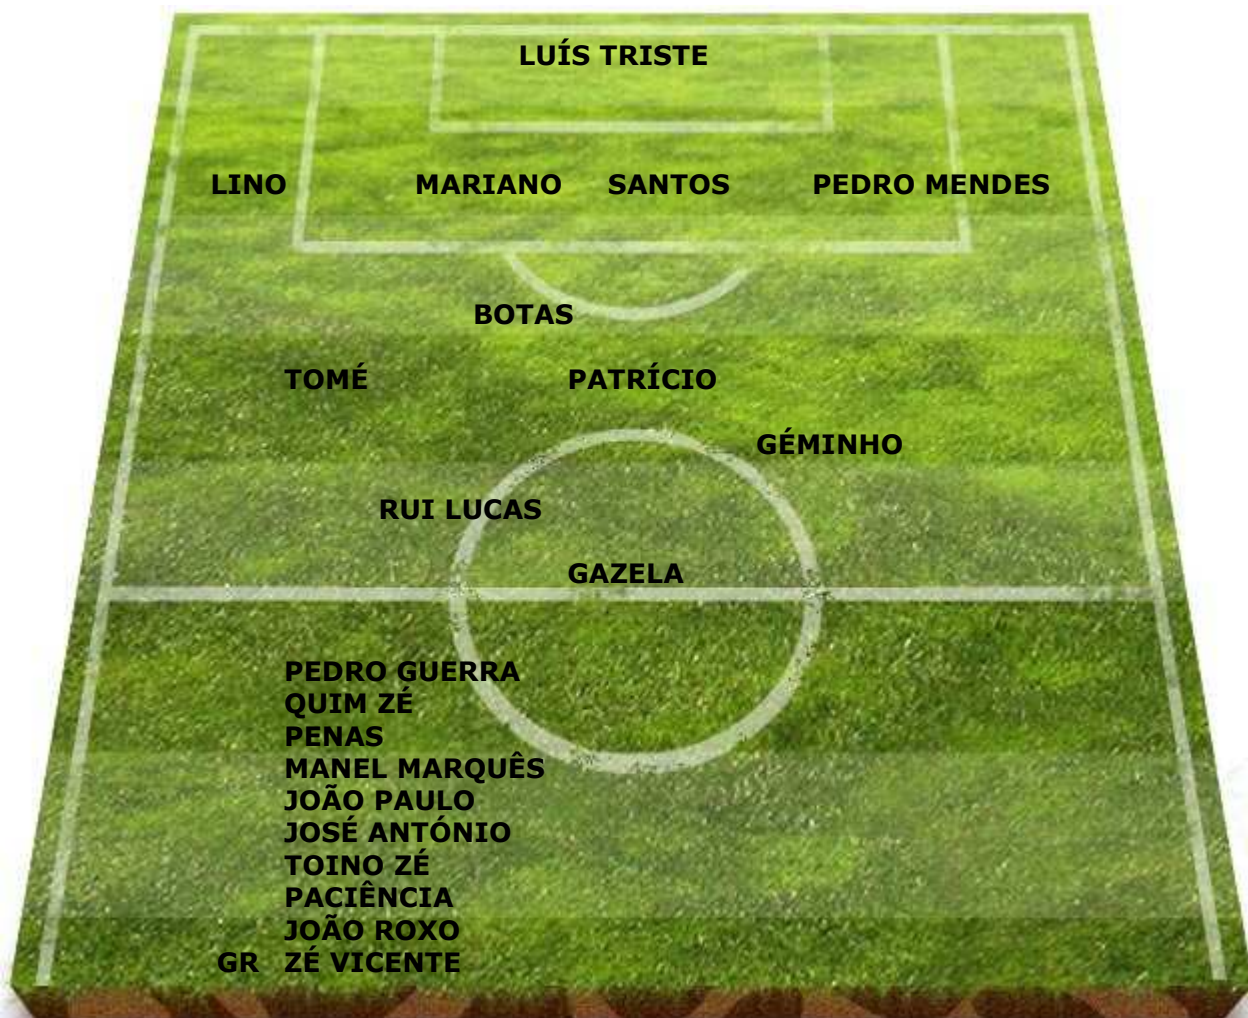 LUÍS TRISTE
LINO MARIANO SANTOS PEDRO MENDES
BOTAS
TOMÉ PATRÍCIO
GÉMINHO
RUI LUCAS
GAZELA
PEDRO GUERRA
QUIM ZÉ
PENAS
MANEL MARQUÊS
JOÃO PAULO
JOSÉ ANTÓNIO
TOINO ZÉ
PACIÊNCIA
JOÃO ROXO
GR ZÉ VICENTE